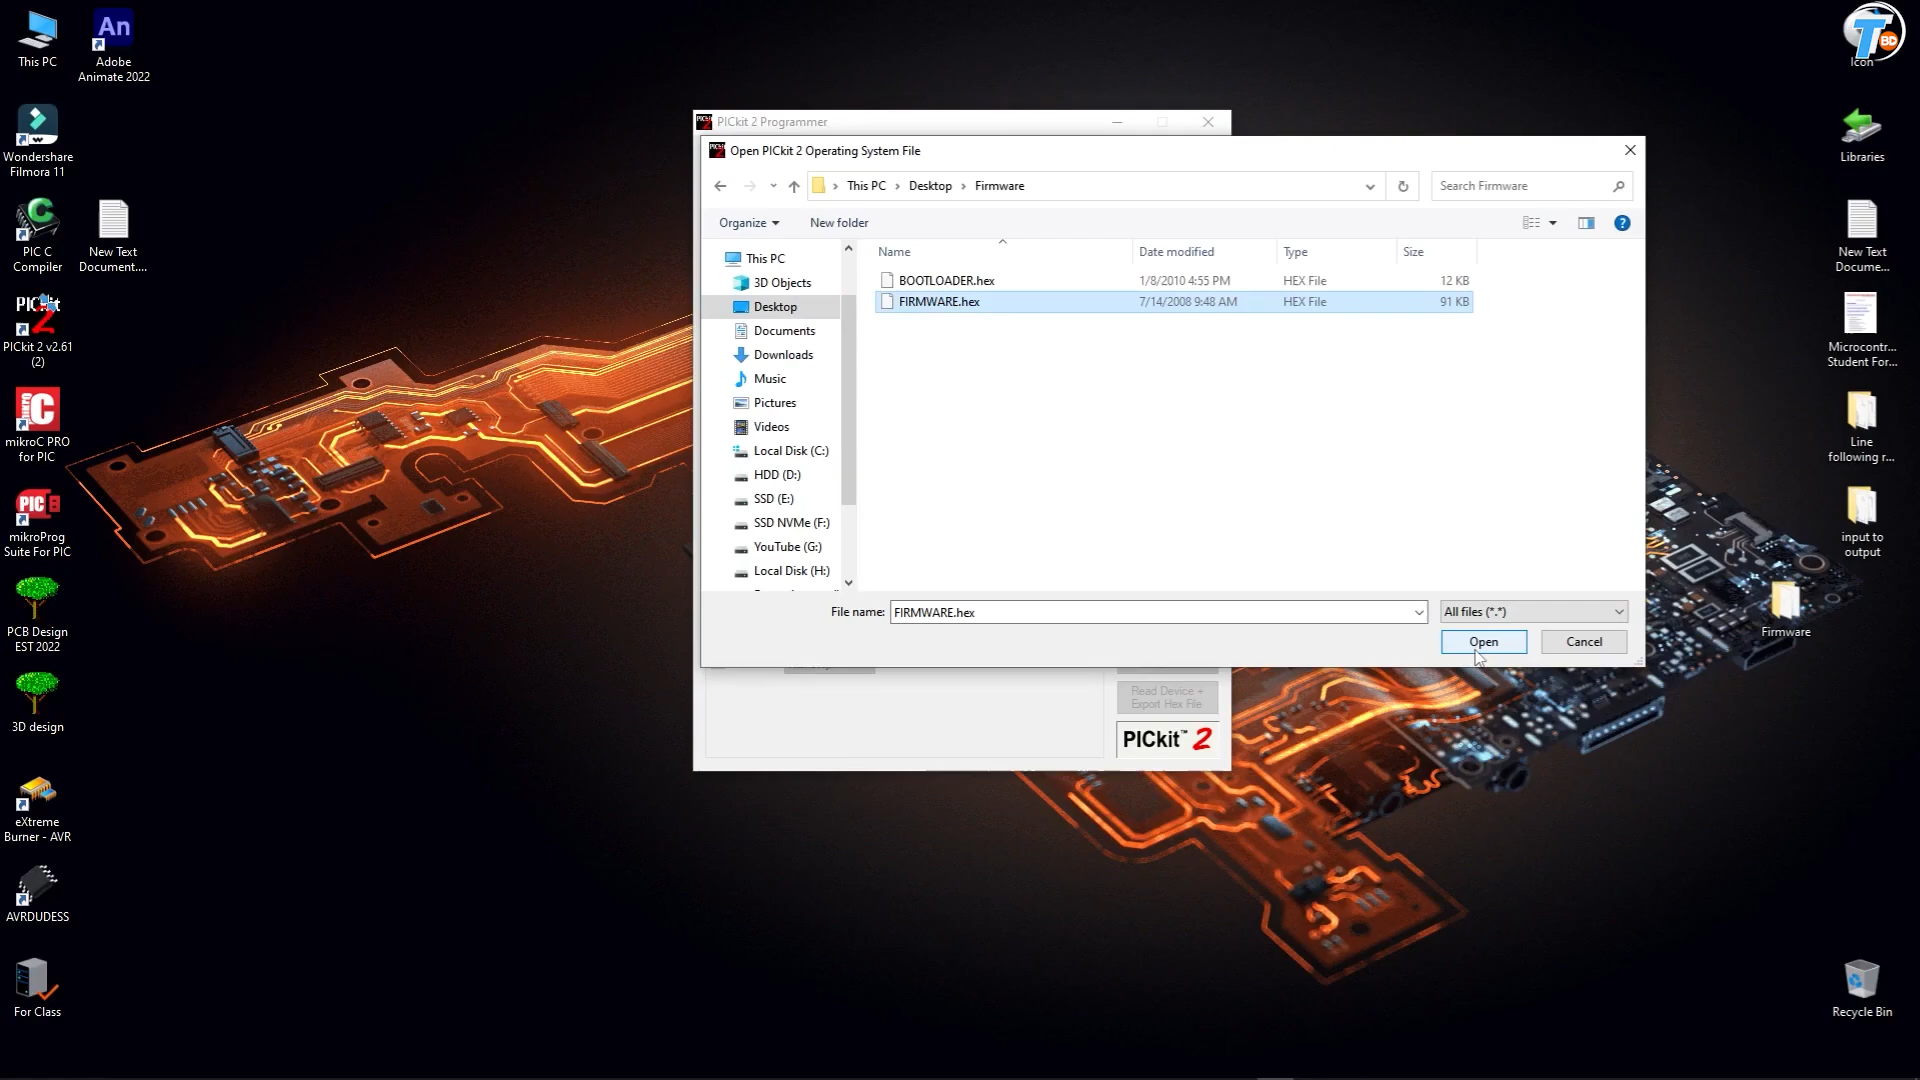 This PC
An
Adobe
Animate 2022
Wondershare
Filmora 11
PIC C
Compiler
New Text
Document....
PICkit
2
PICkit 2 v2.61
(2)
mikroC PRO
for PIC
PIC
mikroProg
Suite For PIC
PCB Design
EST 2022
3D design
eXtreme
Burner - AVR
AVRDUDESS
For Class
PICkit 2 Programmer
Open PICkit 2 Operating System File
This PC › Desktop › Firmware
Search Firmware
Organize
New folder
This PC
3D Objects
Desktop
Documents
Downloads
Music
Pictures
Videos
Local Disk (C:)
HDD (D:)
SSD (E:)
SSD NVMe (F:)
YouTube (G:)
Local Disk (H:)
Name Date modified Type Size
BOOTLOADER.hex 1/8/2010 4:55 PM HEX File 12 KB
FIRMWARE.hex 7/14/2008 9:48 AM HEX File 91 KB
File name: FIRMWARE.hex All files (*.*)
Open Cancel
Read Device +
Export Hex File
PICkit™ 2
T BD
Icon
Libraries
New Text
Docume...
Microcontr...
Student For...
Line
following r...
input to
output
Firmware
Recycle Bin